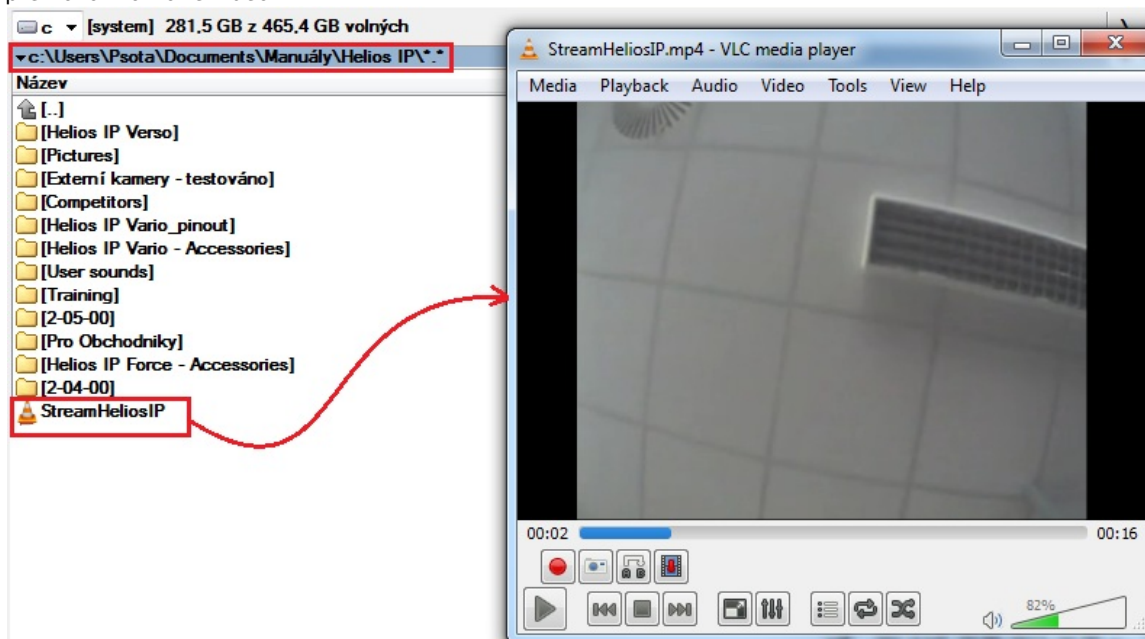 c [system] 281,5 GB z 465,4 GB volných
c:\Users\Psota\Documents\Manuály\Helios IP\*.*
Název
[..]
[Helios IP Verso]
[Pictures]
[Externí kamery - testováno]
[Competitors]
[Helios IP Vario_pinout]
[Helios IP Vario - Accessories]
[User sounds]
[Training]
[2-05-00]
[Pro Obchodniky]
[Helios IP Force - Accessories]
[2-04-00]
StreamHeliosIP
StreamHeliosIP.mp4 - VLC media player
Media Playback Audio Video Tools View Help
00:02 00:16
A B
82%